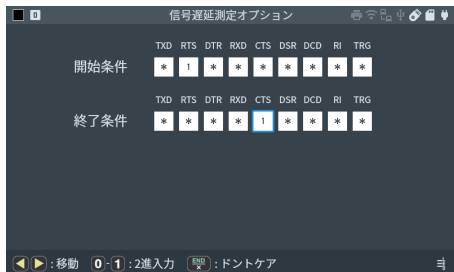 0 信号遅延測定オプション
TXD RTS DTR RXD CTS DSR DCD RI TRG
開始条件 * 1 * * * * * * *
TXD RTS DTR RXD CTS DSR DCD RI TRG
終了条件 * * * * 1 * * * *
:移動 0-1:2進入力 END X :ドントケア